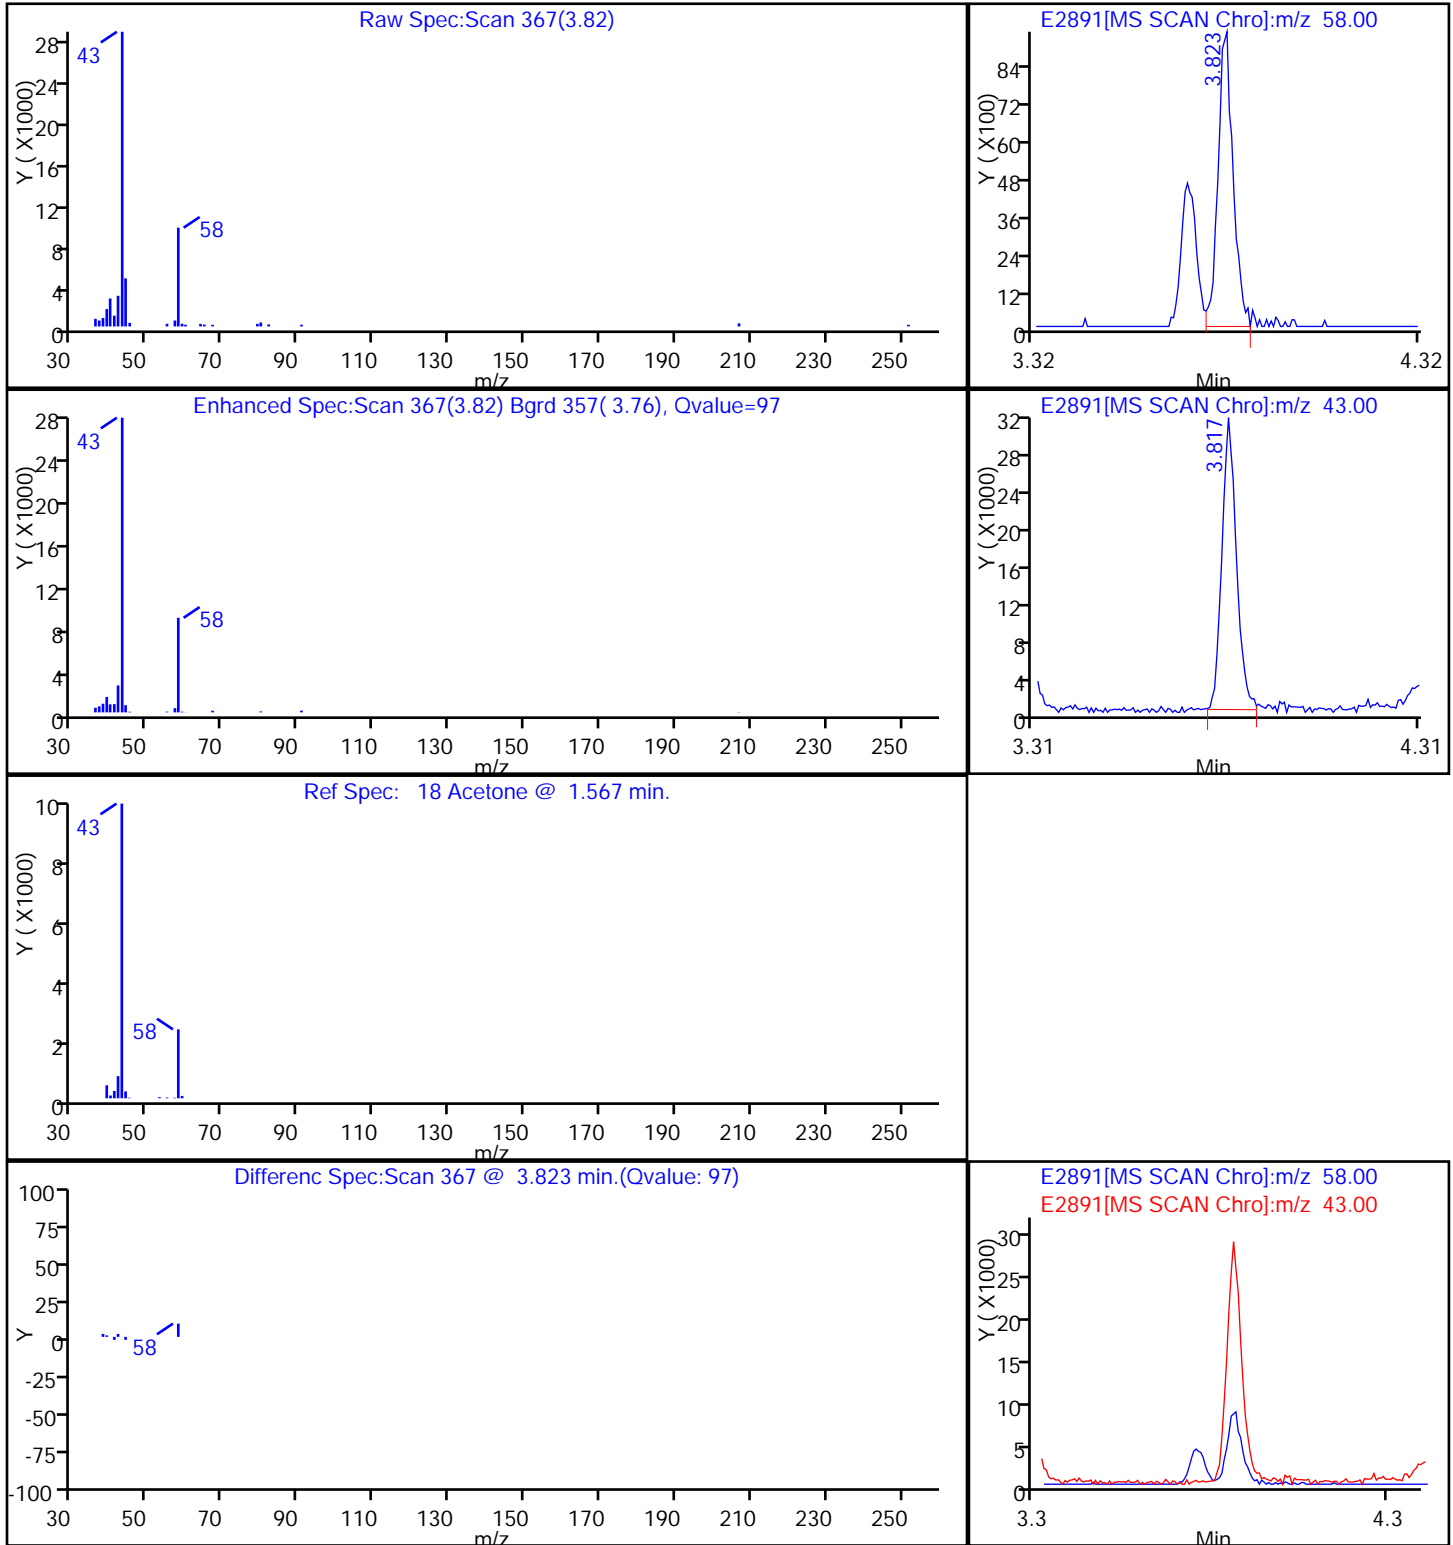 Raw Spec:Scan 367(3.82)
Y ( X1000)
28
24
20
16
12
8
4
0
43
58
30 50 70 90 110 130 150 170 190 210 230 250
m/z
E2891[MS SCAN Chro]:m/z 58.00
Y ( X100)
84
72
60
48
36
24
12
0
3.823
3.32 4.32
Min
Enhanced Spec:Scan 367(3.82) Bgrd 357( 3.76), Qvalue=97
Y ( X1000)
28
24
20
16
12
8
4
0
43
58
30 50 70 90 110 130 150 170 190 210 230 250
m/z
E2891[MS SCAN Chro]:m/z 43.00
Y ( X1000)
32
28
24
20
16
12
8
4
0
3.817
3.31 4.31
Min
Ref Spec: 18 Acetone @ 1.567 min.
Y ( X1000)
10
8
6
4
2
0
43
58
30 50 70 90 110 130 150 170 190 210 230 250
m/z
Differenc Spec:Scan 367 @ 3.823 min.(Qvalue: 97)
Y
100
75
50
25
0
-25
-50
-75
-100
58
30 50 70 90 110 130 150 170 190 210 230 250
m/z
E2891[MS SCAN Chro]:m/z 58.00
E2891[MS SCAN Chro]:m/z 43.00
Y ( X1000)
30
25
20
15
10
5
0
3.3 4.3
Min